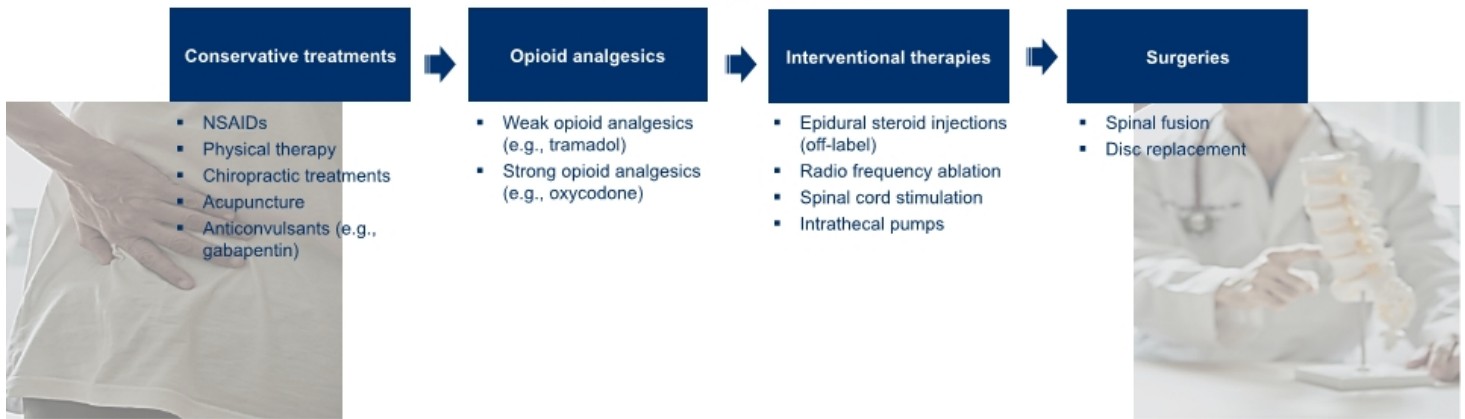 Conservative treatments
▪ NSAIDs
▪ Physical therapy
▪ Chiropractic treatments
▪ Acupuncture
▪ Anticonvulsants (e.g.,
gabapentin)
Opioid analgesics
▪ Weak opioid analgesics
(e.g., tramadol)
▪ Strong opioid analgesics
(e.g., oxycodone)
Interventional therapies
▪ Epidural steroid injections
(off-label)
▪ Radio frequency ablation
▪ Spinal cord stimulation
▪ Intrathecal pumps
Surgeries
▪ Spinal fusion
▪ Disc replacement